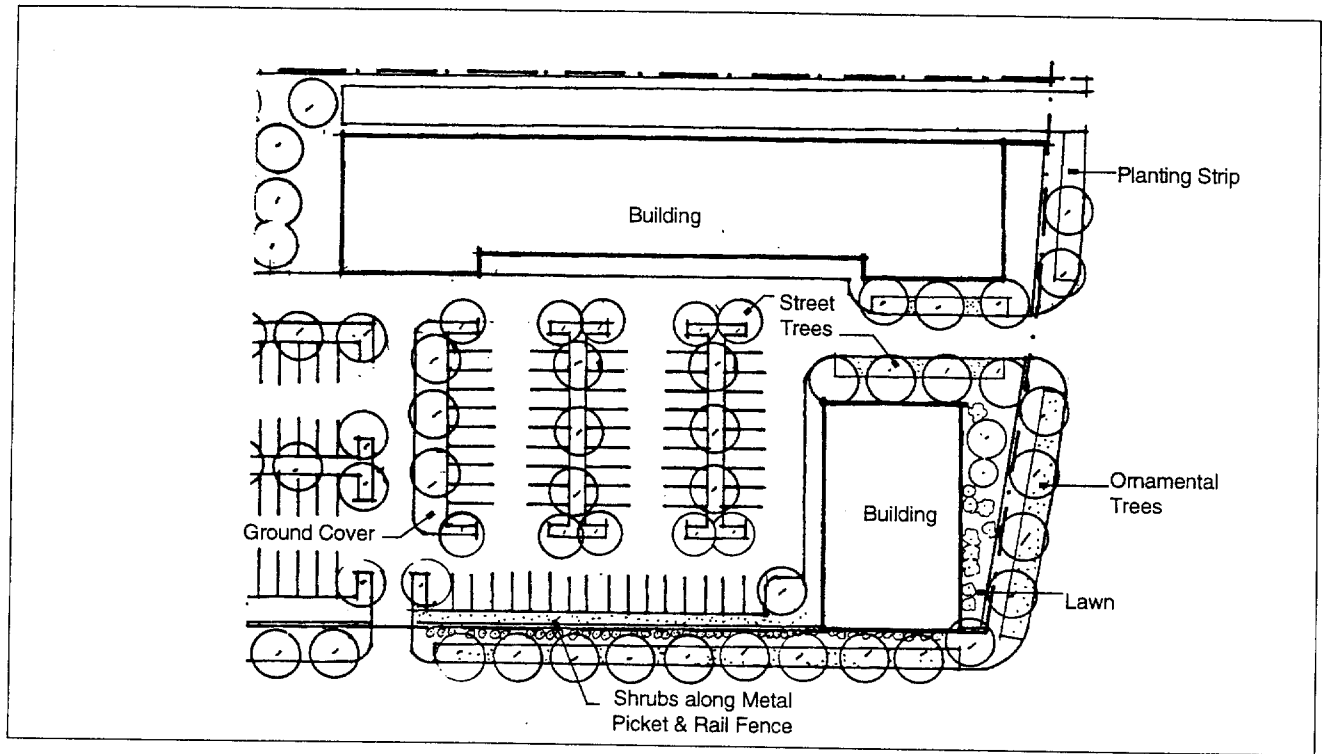 Planting Strip
Building
Street
Trees
Ground Cover
Building
Ornamental
Trees
Lawn
Shrubs along Metal
Picket & Rail Fence